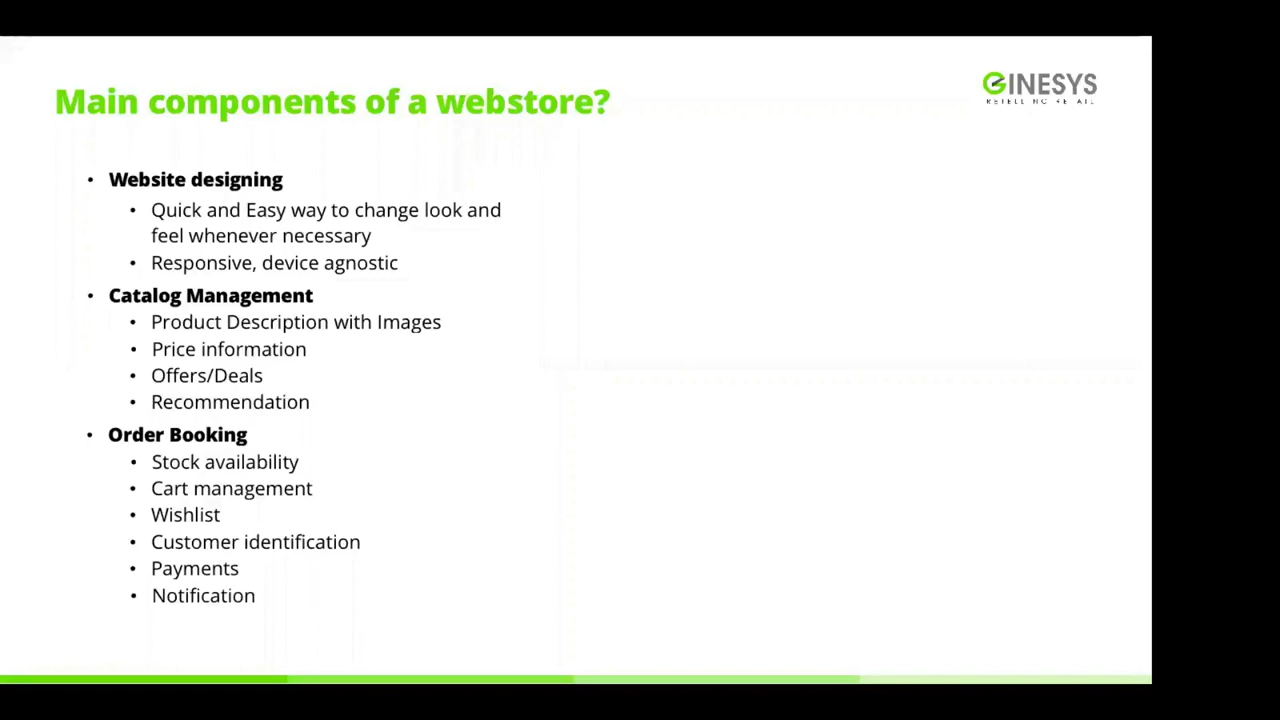 Main components of a webstore?
GINESYS
• Website designing
• Quick and Easy way to change look and
feel whenever necessary
• Responsive, device agnostic
• Catalog Management
• Product Description with Images
• Price information
• Offers/Deals
• Recommendation
• Order Booking
• Stock availability
• Cart management
• Wishlist
• Customer identification
• Payments
• Notification